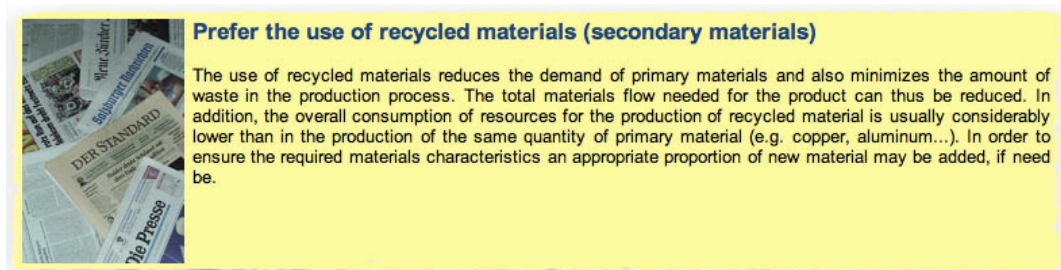 Prefer the use of recycled materials (secondary materials)
The use of recycled materials reduces the demand of primary materials and also minimizes the amount of
waste in the production process. The total materials flow needed for the product can thus be reduced. In
addition, the overall consumption of resources for the production of recycled material is usually considerably
lower than in the production of the same quantity of primary material (e.g. copper, aluminum...). In order to
ensure the required materials characteristics an appropriate proportion of new material may be added, if need
be.
Salzburger Nachrichten
DER STANDARD
Die Presse